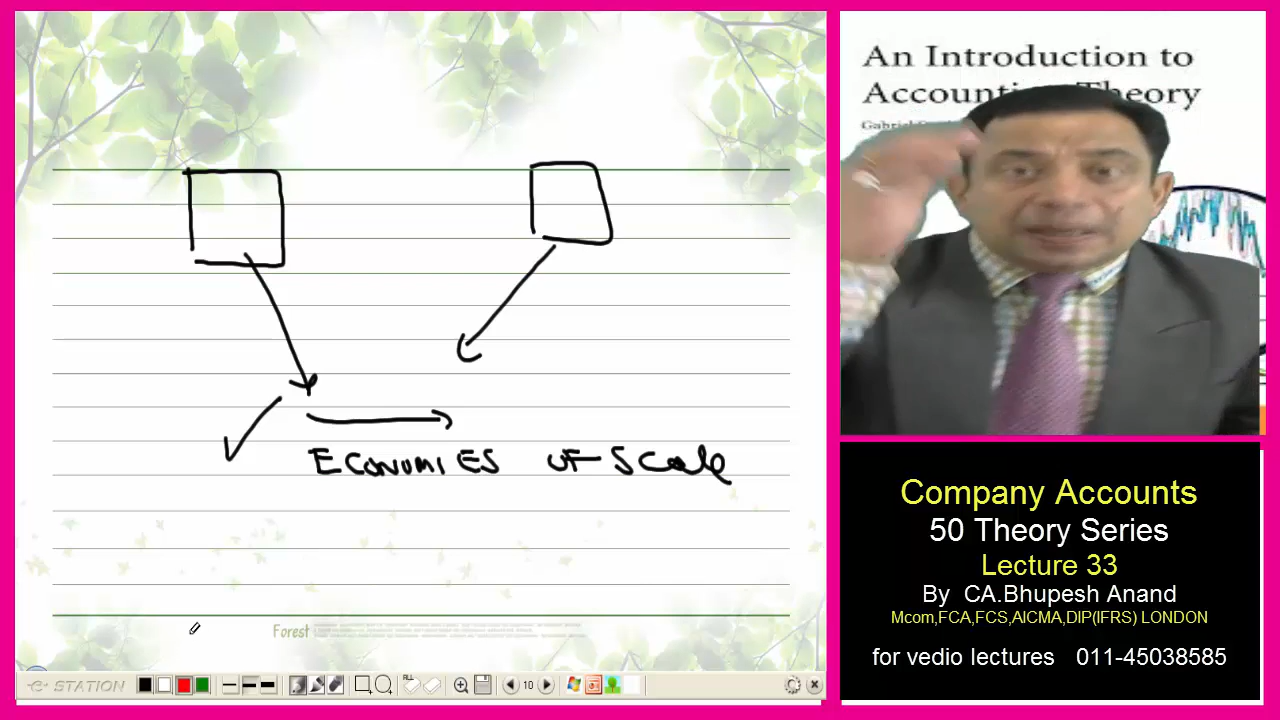 An Introduction to
Theory
ECONOMIES OF SCale
Forest
e-STATION
10
Company Accounts
50 Theory Series
Lecture 33
By CA.Bhupesh Anand
Mcom,FCA,FCS,AICMA,DIP(IFRS) LONDON
for vedio lectures 011-45038585